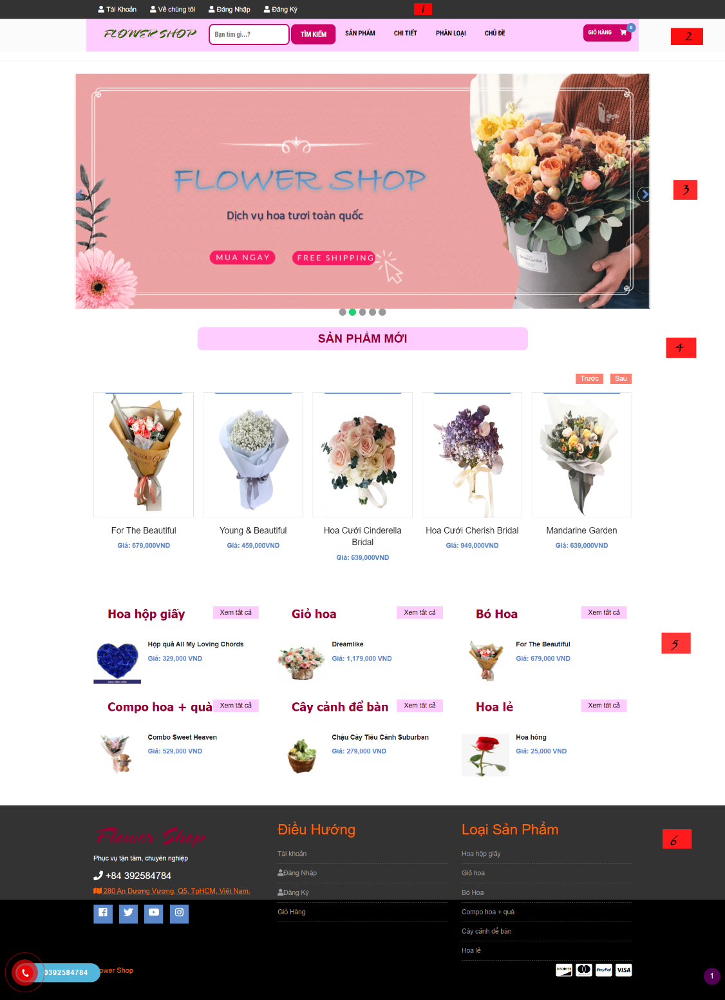 Tài Khoản Về chúng tôi Đăng Nhập Đăng Ký 1
FLOWER SHOP Bạn tìm gì...? TÌM KIẾM SẢN PHẨM CHI TIẾT PHÂN LOẠI CHỦ ĐỀ GIỎ HÀNG 0 2
FLOWER SHOP
Dịch vụ hoa tươi toàn quốc
MUA NGAY FREE SHIPPING
3
SẢN PHẨM MỚI
4
Trước Sau
For The Beautiful
Giá: 679,000VND
Young & Beautiful
Giá: 459,000VND
Hoa Cưới Cinderella
Bridal
Giá: 639,000VND
Hoa Cưới Cherish Bridal
Giá: 949,000VND
Mandarine Garden
Giá: 639,000VND
Hoa hộp giấy Xem tất cả
Hộp quà All My Loving Chords
Giá: 329,000 VND
Giỏ hoa Xem tất cả
Dreamlike
Giá: 1,179,000 VND
Bó Hoa Xem tất cả
For The Beautiful
Giá: 679,000 VND
5
Compo hoa + quà Xem tất cả
Combo Sweet Heaven
Giá: 529,000 VND
Cây cảnh để bàn Xem tất cả
Chậu Cây Tiểu Cảnh Suburban
Giá: 279,000 VND
Hoa lẻ Xem tất cả
Hoa hồng
Giá: 25,000 VND
Flower Shop
Phục vụ tận tâm, chuyên nghiệp
+84 392584784
280 An Dương Vương, Q5, TpHCM, Việt Nam.
Điều Hướng
Tài khoản
Đăng Nhập
Đăng Ký
Giỏ Hàng
Loại Sản Phẩm
Hoa hộp giấy
Giỏ hoa
Bó Hoa
Compo hoa + quà
Cây cảnh để bàn
Hoa lẻ
6
0392584784
ower Shop
DISCOVER PayPal VISA
1